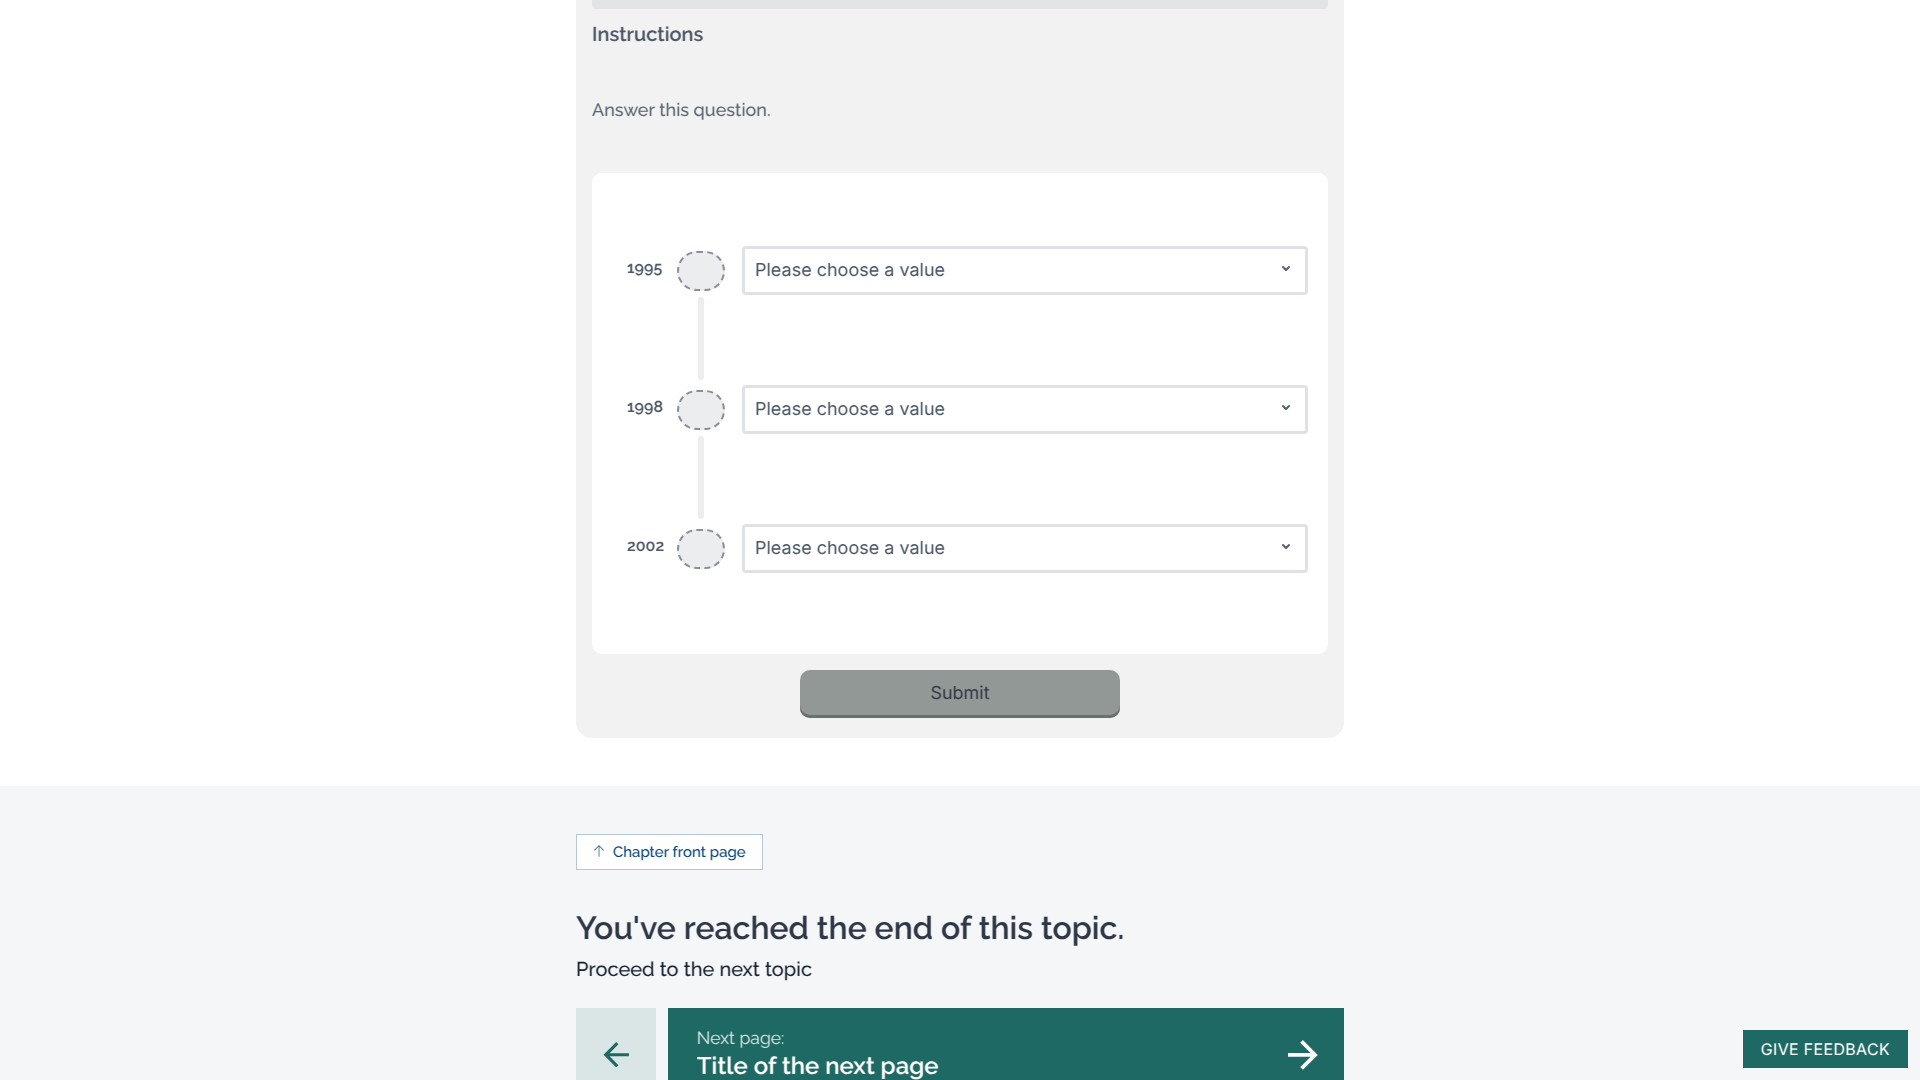 Instructions
Answer this question.
1995
Please choose a value
1998
Please choose a value
2002
Please choose a value
Submit
↑ Chapter front page
You've reached the end of this topic.
Proceed to the next topic
Next page:
Title of the next page
GIVE FEEDBACK